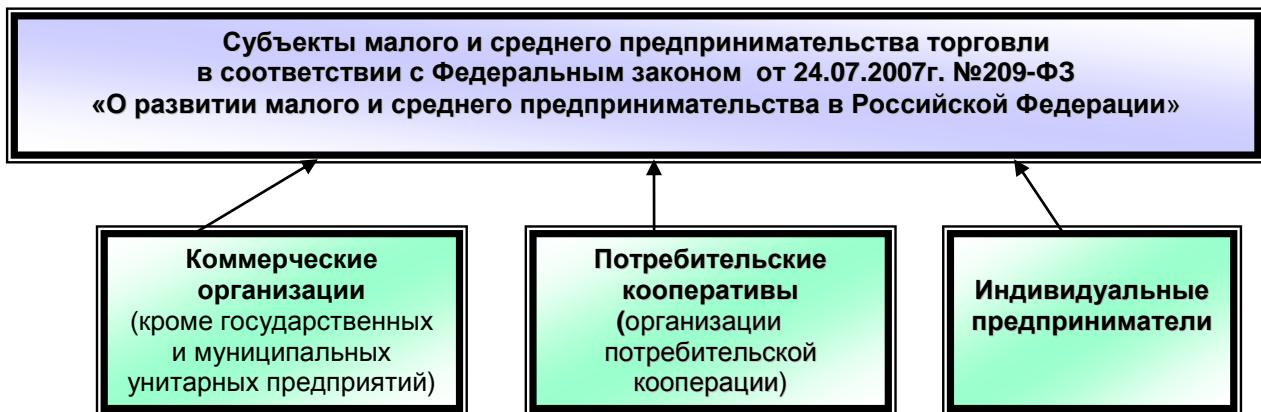 Субъекты малого и среднего предпринимательства торговли
в соответствии с Федеральным законом от 24.07.2007г. №209-ФЗ
«О развитии малого и среднего предпринимательства в Российской Федерации»
Коммерческие
организации
(кроме государственных
и муниципальных
унитарных предприятий)
Потребительские
кооперативы
(организации
потребительской
кооперации)
Индивидуальные
предприниматели